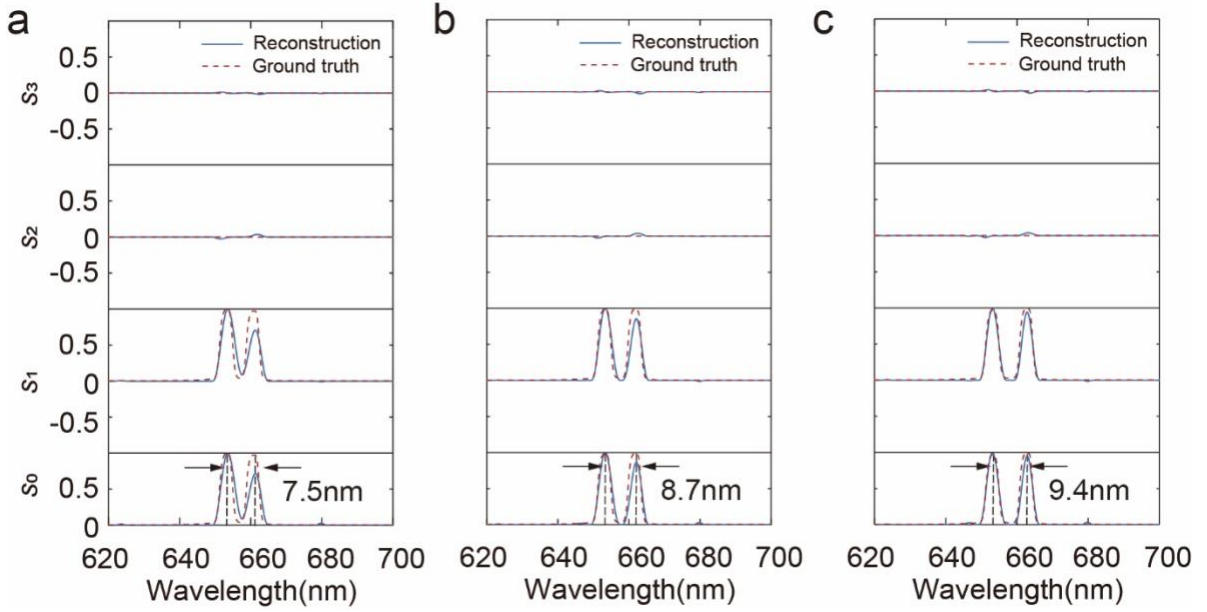 a
Reconstruction
Ground truth
S3
0.5
0
-0.5
S2
0.5
0
-0.5
S1
0.5
0
-0.5
S0
0.5
0
7.5nm
620 640 660 680 700
Wavelength(nm)
b
Reconstruction
Ground truth
8.7nm
620 640 660 680 700
Wavelength(nm)
c
Reconstruction
Ground truth
9.4nm
620 640 660 680 700
Wavelength(nm)